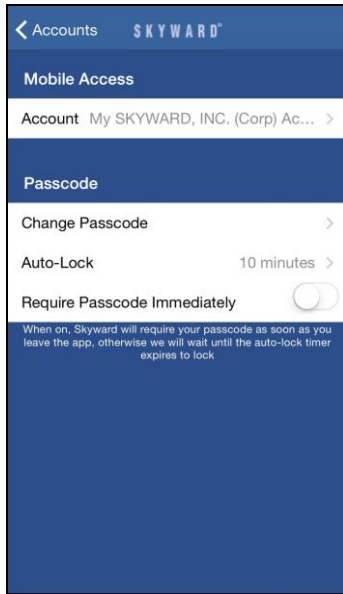 Accounts SKYWARD™
Mobile Access
Account My SKYWARD, INC. (Corp) Ac...
Passcode
Change Passcode
Auto-Lock 10 minutes
Require Passcode Immediately
When on, Skyward will require your passcode as soon as you
leave the app, otherwise we will wait until the auto-lock timer
expires to lock